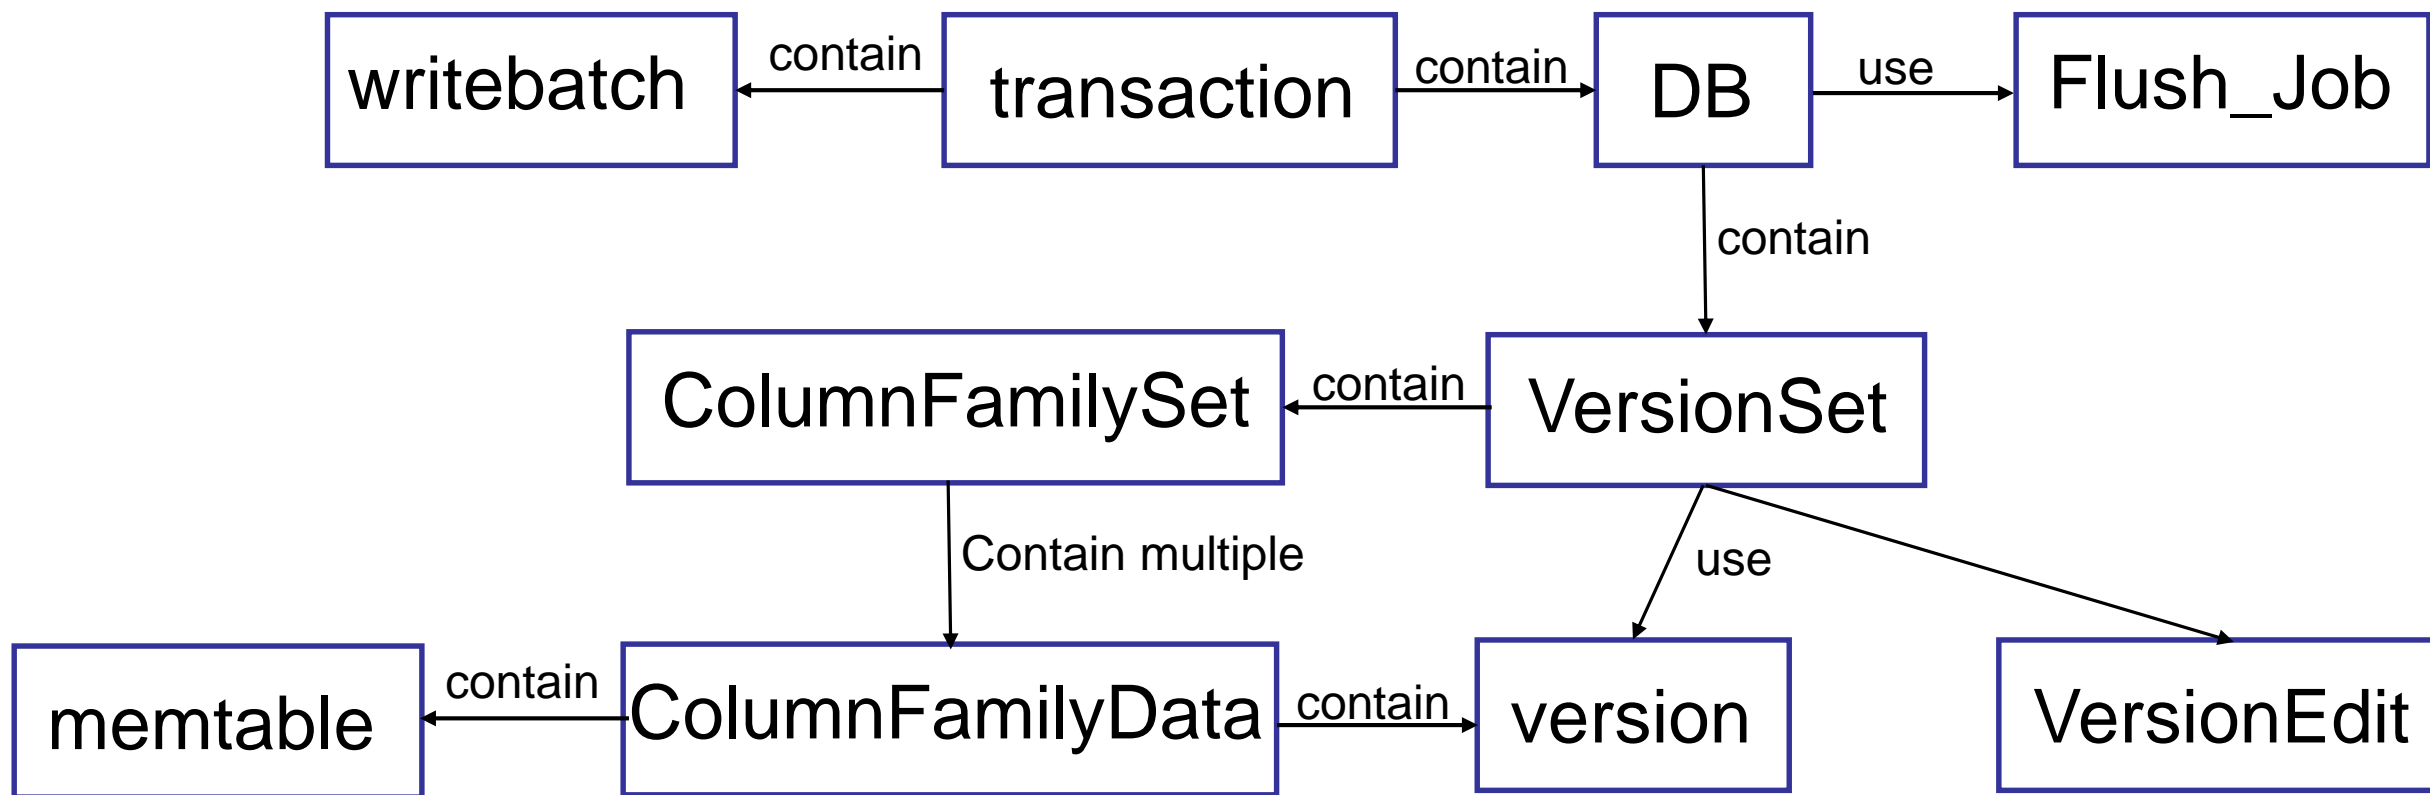 writebatch
contain
transaction
contain
DB
use
Flush_Job
contain
ColumnFamilySet
contain
VersionSet
Contain multiple
use
memtable
contain
ColumnFamilyData
contain
version
VersionEdit